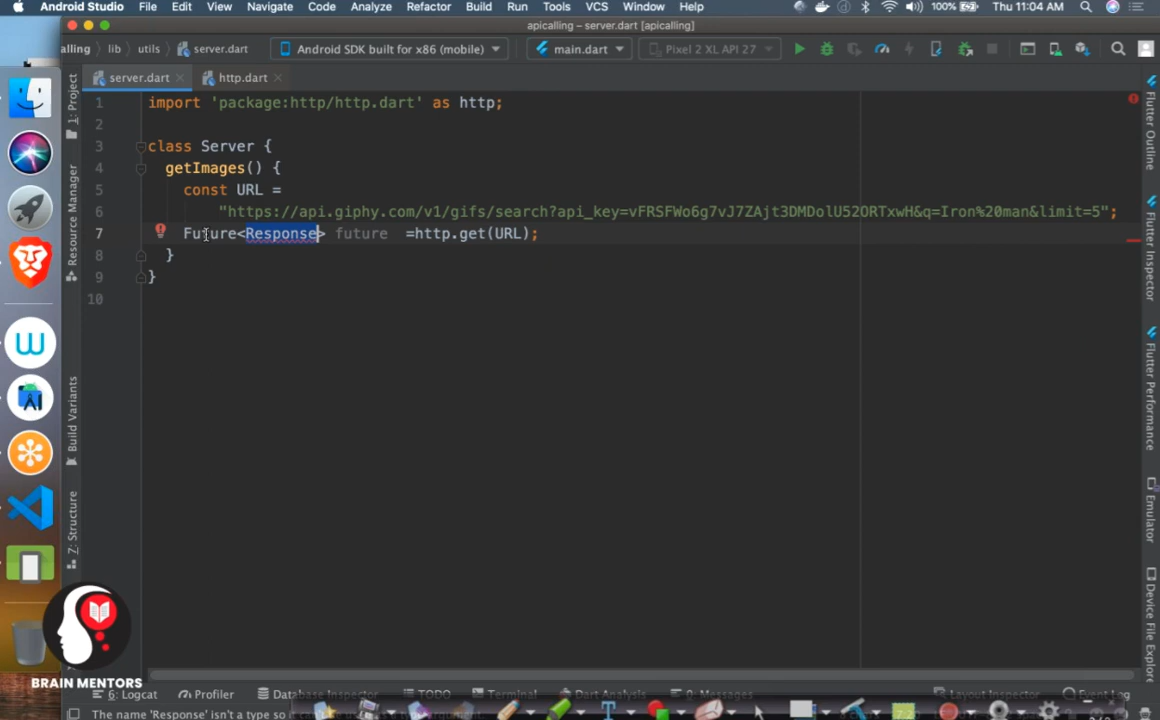 Android Studio File Edit View Navigate Code Analyze Refactor Build Run Tools VCS Window Help 100% Thu 11:04 AM
apicalling – server.dart [apicalling]
alling lib utils server.dart Android SDK built for x86 (mobile) main.dart Pixel 2 XL API 27
server.dart http.dart
1 import 'package:http/http.dart' as http;
2
3 class Server {
4 getImages() {
5 const URL =
6 "https://api.giphy.com/v1/gifs/search?api_key=vFRSFWo6g7vJ7ZAjt3DMDolU52ORTxwH&q=Iron%20man&limit=5";
7 Future<Response> future =http.get(URL);
8 }
9 }
10
1: Project
Resource Manager
Build Variants
7: Structure
Flutter Outline
Flutter Inspector
Flutter Performance
Emulator
Device File Explorer
BRAIN MENTORS
6: Logcat Profiler Database Inspector TODO Terminal Dart Analysis 0: Messages Layout Inspector Event Log
The name 'Response' isn't a type so